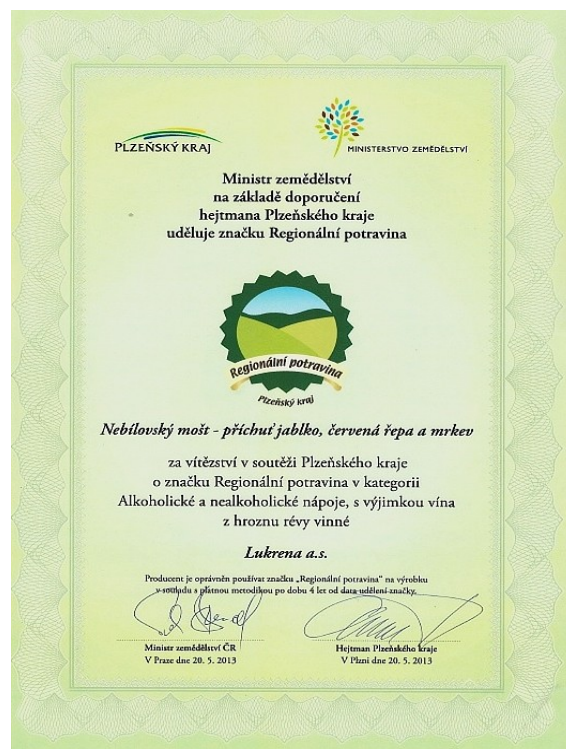 PLZEŇSKÝ KRAJ
MINISTERSTVO ZEMĚDĚLSTVÍ
Ministr zemědělství
na základě doporučení
hejtmana Plzeňského kraje
uděluje značku Regionální potravina
Regionální potravina
Plzeňský kraj
Nebílovský mošt - příchuť jablko, červená řepa a mrkev
za vítězství v soutěži Plzeňského kraje
o značku Regionální potravina v kategorii
Alkoholické a nealkoholické nápoje, s výjimkou vína
z hroznu révy vinné
Lukrena a.s.
Producent je oprávněn používat značku „Regionální potravina“ na výrobku
v souladu s platnou metodikou po dobu 4 let od data udělení značky.
Ministr zemědělství ČR
V Praze dne 20. 5. 2013
Hejtman Plzeňského kraje
V Plzni dne 20. 5. 2013